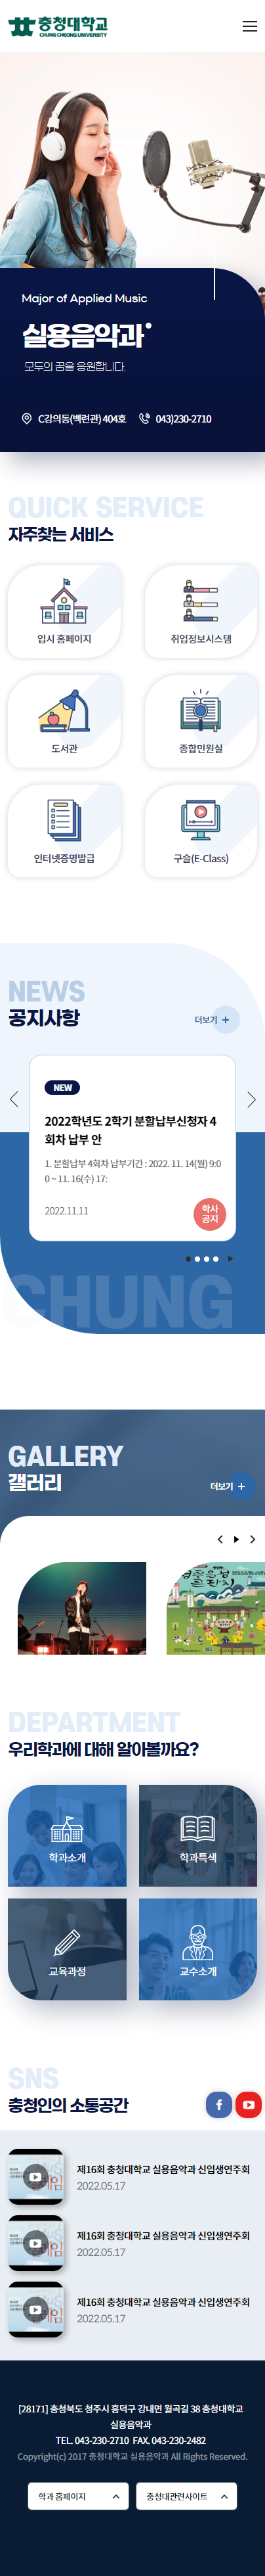 충청대학교
CHUNG CHEONG UNIVERSITY
Major of Applied Music
실용음악과
모두의 꿈을 응원합니다.
C강의동(백련관) 404호 043)230-2710
QUICK SERVICE
자주찾는 서비스
입시 홈페이지
취업정보시스템
도서관
종합민원실
인터넷증명발급
구슬(E-Class)
NEWS
공지사항
더보기 +
NEW
2022학년도 2학기 분할납부신청자 4
회차 납부 안
1. 분할납부 4회차 납부기간 : 2022. 11. 14(월) 9:0
0 ~ 11. 16(수) 17:
2022.11.11
학사
공지
CHUNG
GALLERY
갤러리
더보기 +
DEPARTMENT
우리학과에 대해 알아볼까요?
학과소개
학과특색
교육과정
교수소개
SNS
충청인의 소통공간
제16회 충청대학교 실용음악과 신입생연주회
2022.05.17
제16회 충청대학교 실용음악과 신입생연주회
2022.05.17
제16회 충청대학교 실용음악과 신입생연주회
2022.05.17
[28171] 충청북도 청주시 흥덕구 강내면 월곡길 38 충청대학교
실용음악과
TEL. 043-230-2710 FAX. 043-230-2482
Copyright(c) 2017 충청대학교 실용음악과 All Rights Reserved.
학과 홈페이지
충청대관련사이트